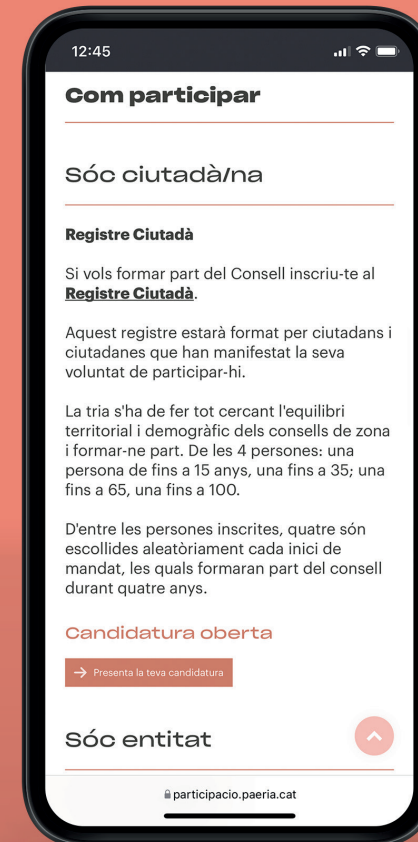 12:45
Com participar
Sóc ciutadà/na
Registre Ciutadà
Si vols formar part del Consell inscriu-te al
Registre Ciutadà.
Aquest registre estarà format per ciutadans i
ciutadanes que han manifestat la seva
voluntat de participar-hi.
La tria s'ha de fer tot cercant l'equilibri
territorial i demogràfic dels consells de zona
i formar-ne part. De les 4 persones: una
persona de fins a 15 anys, una fins a 35; una
fins a 65, una fins a 100.
D'entre les persones inscrites, quatre són
escollides aleatòriament cada inici de
mandat, les quals formaran part del consell
durant quatre anys.
Candidatura oberta
Presenta la teva candidatura
Sóc entitat
participacio.paeria.cat